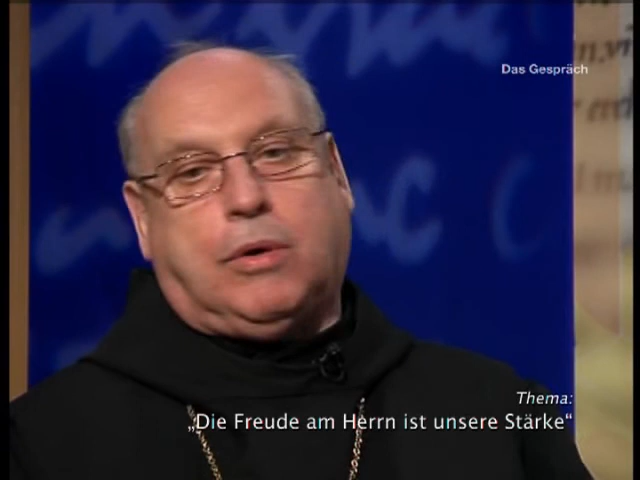 Das Gespräch
Thema:
„Die Freude am Herrn ist unsere Stärke“